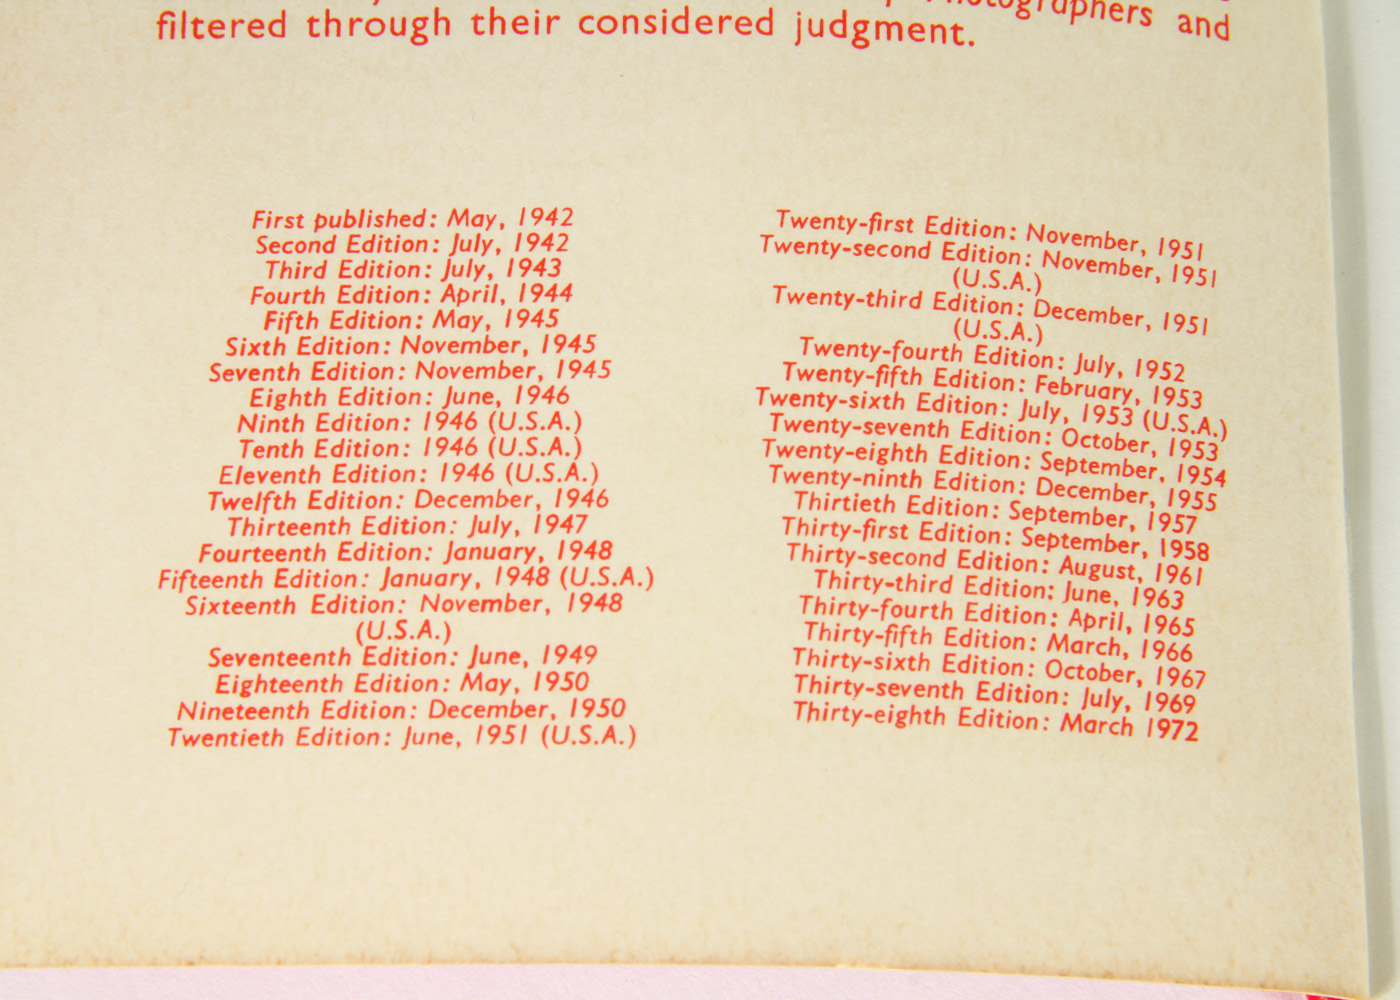 Photographers and
filtered through their considered judgment.
First published: May, 1942
Second Edition: July, 1942
Third Edition: July, 1943
Fourth Edition: April, 1944
Fifth Edition: May, 1945
Sixth Edition: November, 1945
Seventh Edition: November, 1945
Eighth Edition: June, 1946
Ninth Edition: 1946 (U.S.A.)
Tenth Edition: 1946 (U.S.A.)
Eleventh Edition: 1946 (U.S.A.)
Twelfth Edition: December, 1946
Thirteenth Edition: July, 1947
Fourteenth Edition: January, 1948
Fifteenth Edition: January, 1948 (U.S.A.)
Sixteenth Edition: November, 1948
(U.S.A.)
Seventeenth Edition: June, 1949
Eighteenth Edition: May, 1950
Nineteenth Edition: December, 1950
Twentieth Edition: June, 1951 (U.S.A.)
Twenty-first Edition: November, 1951
Twenty-second Edition: November, 1951
(U.S.A.)
Twenty-third Edition: December, 1951
(U.S.A.)
Twenty-fourth Edition: July, 1952
Twenty-fifth Edition: February, 1953
Twenty-sixth Edition: July, 1953 (U.S.A.)
Twenty-seventh Edition: October, 1953
Twenty-eighth Edition: September, 1954
Twenty-ninth Edition: December, 1955
Thirtieth Edition: September, 1957
Thirty-first Edition: September, 1958
Thirty-second Edition: August, 1961
Thirty-third Edition: June, 1963
Thirty-fourth Edition: April, 1965
Thirty-fifth Edition: March, 1966
Thirty-sixth Edition: October, 1967
Thirty-seventh Edition: July, 1969
Thirty-eighth Edition: March 1972